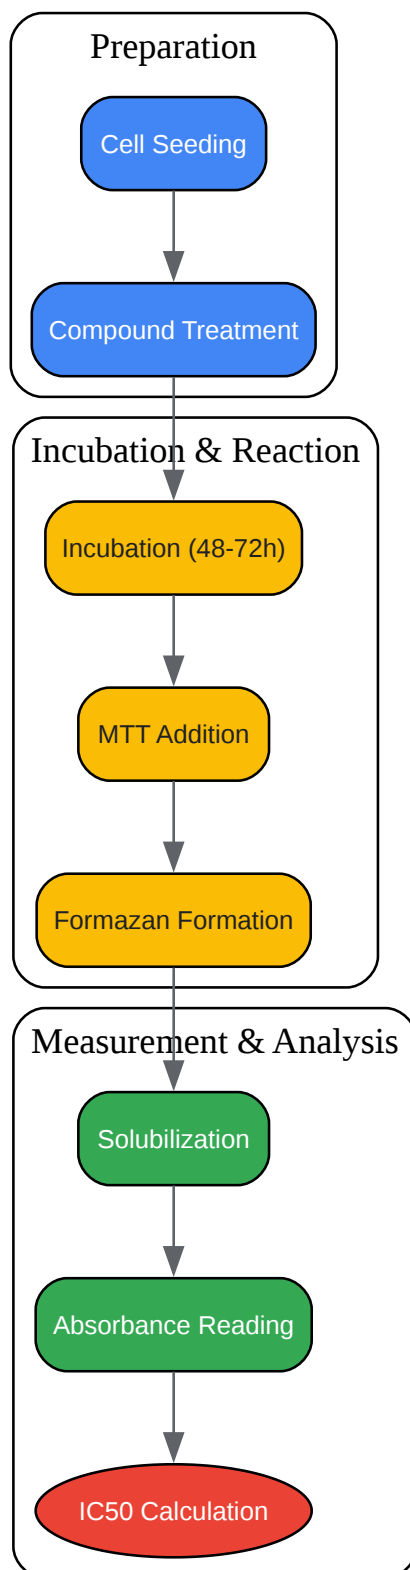 Preparation
Cell Seeding
Compound Treatment
Incubation & Reaction
Incubation (48-72h)
MTT Addition
Formazan Formation
Measurement & Analysis
Solubilization
Absorbance Reading
IC50 Calculation